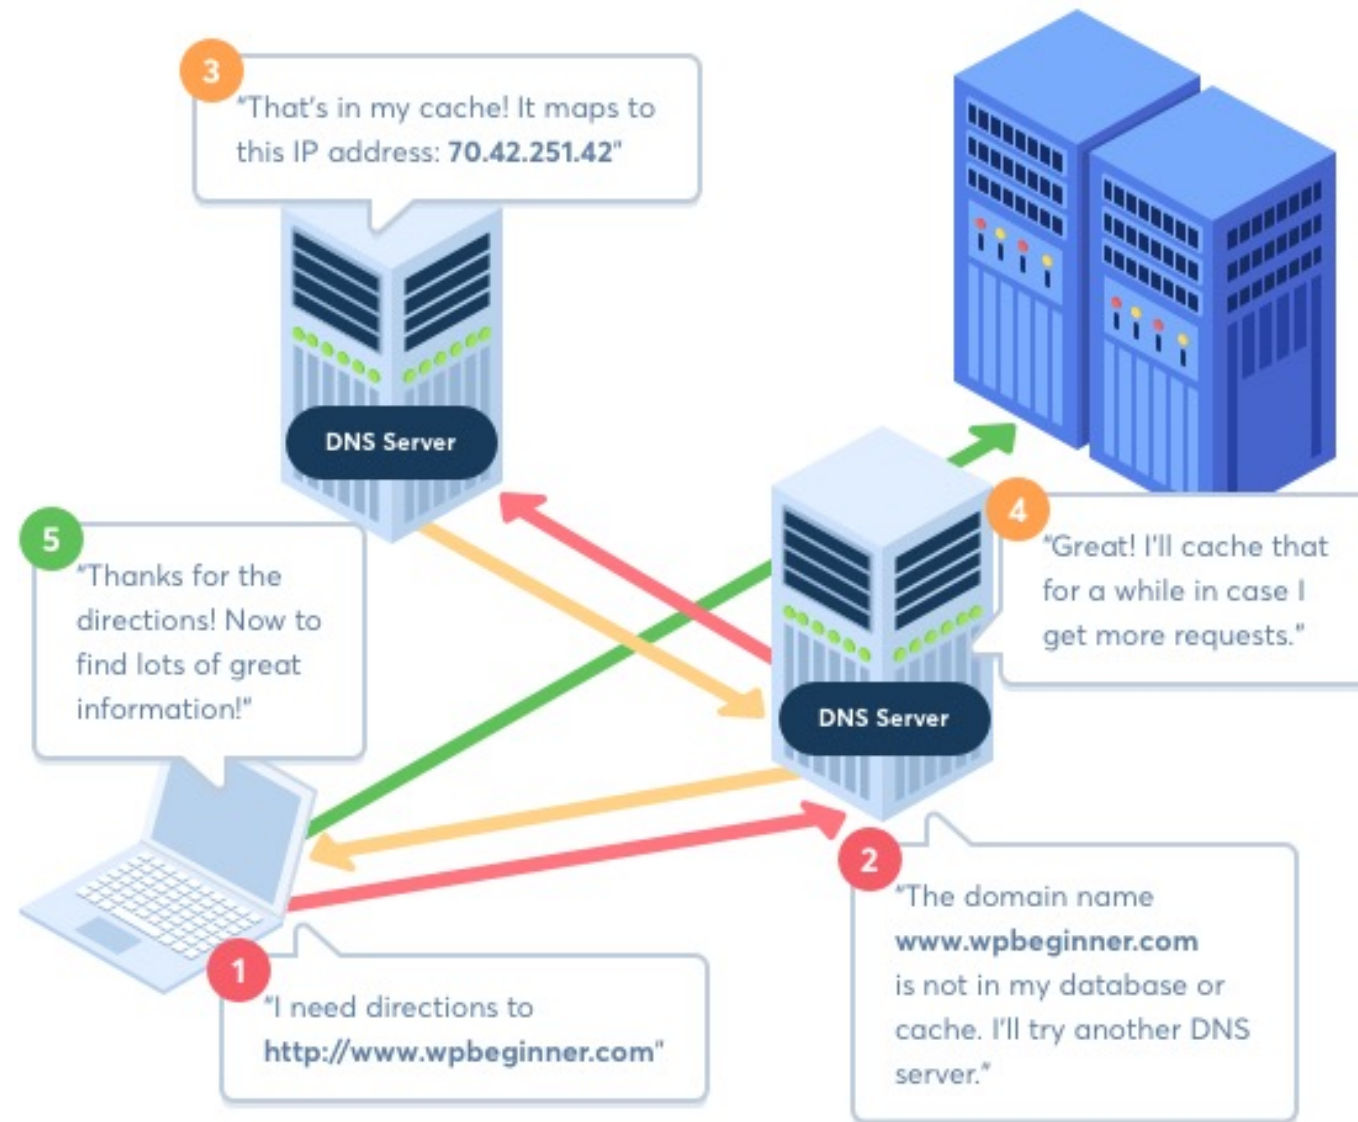 3
"That's in my cache! It maps to
this IP address: 70.42.251.42"
DNS Server
5
"Thanks for the
directions! Now to
find lots of great
information!"
4
"Great! I'll cache that
for a while in case I
get more requests."
DNS Server
1
"I need directions to
http://www.wpbeginner.com"
2
"The domain name
www.wpbeginner.com
is not in my database or
cache. I'll try another DNS
server."